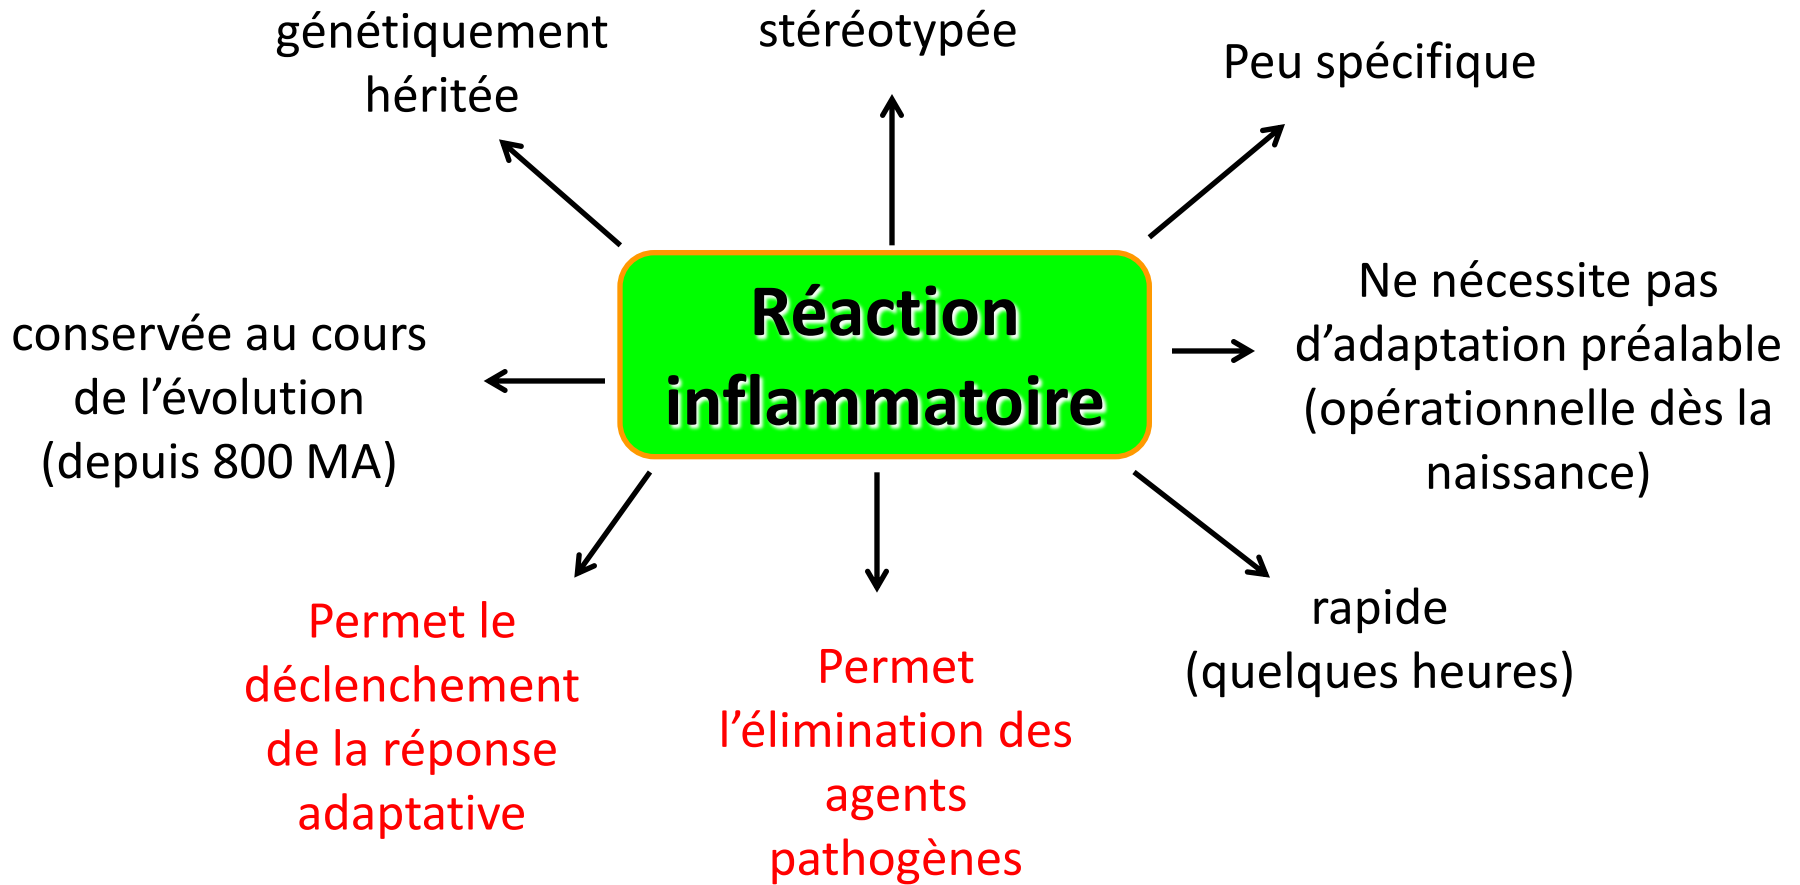 génétiquement
héritée
stéréotypée
Peu spécifique
Réaction
inflammatoire
conservée au cours
de l’évolution
(depuis 800 MA)
Ne nécessite pas
d’adaptation préalable
(opérationnelle dès la
naissance)
Permet le
déclenchement
de la réponse
adaptative
Permet
l’élimination des
agents
pathogènes
rapide
(quelques heures)